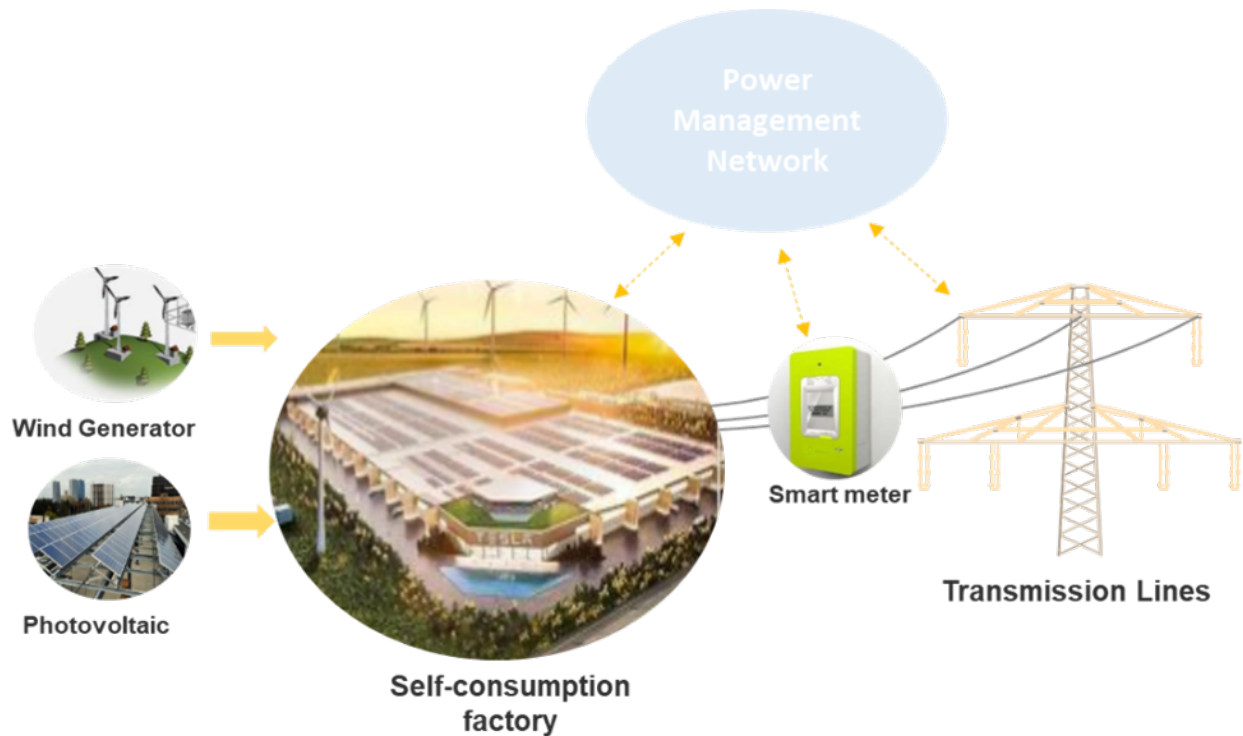 Power
Management
Network
Wind Generator
Photovoltaic
TESLA
Smart meter
Transmission Lines
Self-consumption
factory